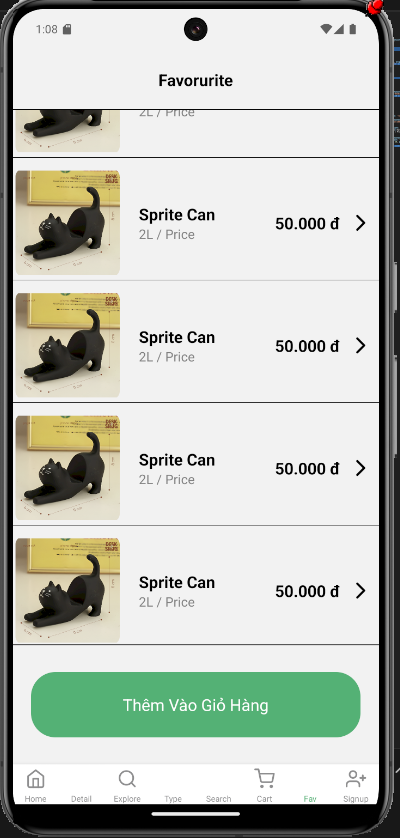 1:08
Favorurite
2L / Price
Sprite Can
2L / Price
50.000 đ
Sprite Can
2L / Price
50.000 đ
Sprite Can
2L / Price
50.000 đ
Sprite Can
2L / Price
50.000 đ
Thêm Vào Giỏ Hàng
Home Detail Explore Type Search Cart Fav Signup